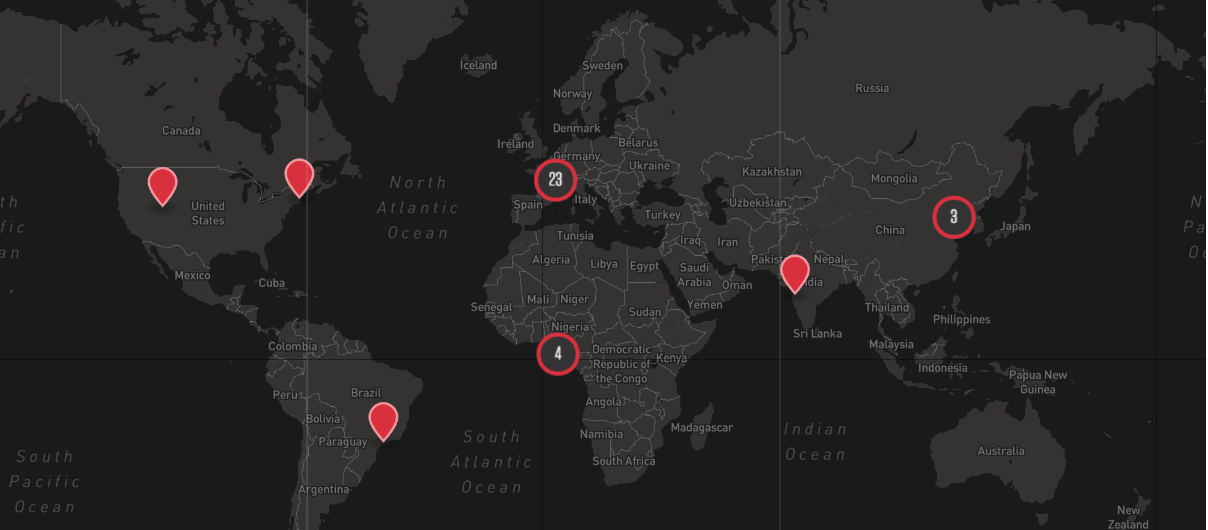 Iceland
Sweden
Russia
Norway
Canada
Denmark
Ireland
Belarus
Germany
Ukraine
Kazakhstan
Mongolia
23
North
Atlantic
Ocean
United
States
Spain
Italy
Uzbekistan
Turkey
3
China
Japan
Tunisia
Iraq
Iran
Algeria
Libya
Egypt
Saudi
Arabia
Nepal
Mexico
Cuba
Oman
Senegal
Mali
Niger
Sudan
Yemen
Thailand
Philippines
Nigeria
Sri Lanka
Colombia
4
Democratic
Republic of
the Congo
Kenya
Malaysia
Indonesia
Papua New
Guinea
Peru
Brazil
Angola
Bolivia
Paraguay
Namibia
Madagascar
Indian
Ocean
South
Atlantic
Ocean
South Africa
Australia
South
Pacific
Ocean
Argentina
New
Zealand